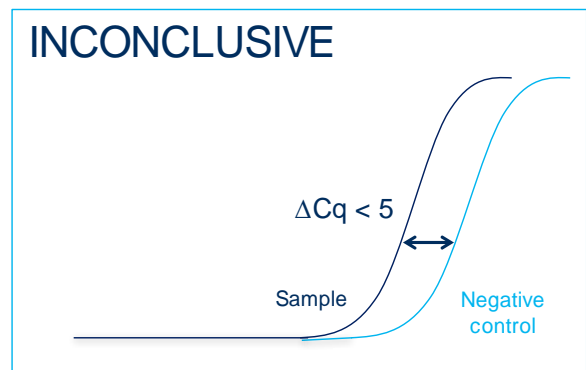 INCONCLUSIVE
ΔCq < 5
Sample
Negative
control